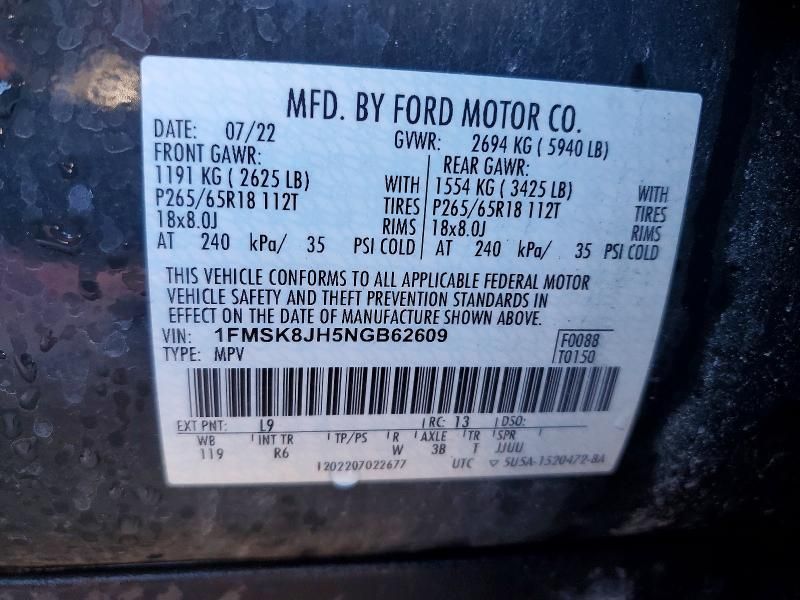 MFD. BY FORD MOTOR CO.
DATE: 07/22 GVWR: 2694 KG ( 5940 LB)
FRONT GAWR: REAR GAWR:
1191 KG ( 2625 LB) WITH 1554 KG ( 3425 LB) WITH
P265/65R18 112T TIRES P265/65R18 112T TIRES
18x8.0J RIMS 18x8.0J RIMS
AT 240 kPa/ 35 PSI COLD AT 240 kPa/ 35 PSI COLD
THIS VEHICLE CONFORMS TO ALL APPLICABLE FEDERAL MOTOR
VEHICLE SAFETY AND THEFT PREVENTION STANDARDS IN
EFFECT ON THE DATE OF MANUFACTURE SHOWN ABOVE.
VIN: 1FMSK8JH5NGB62609 F0088
TYPE: MPV T0150
EXT PNT: L9 RC: 13 DSO:
WB INT TR TP/PS R AXLE TR SPR
119 R6 W 3B T JJUU
1202207022677 UTC ▽ 5U5A-1520472-BA